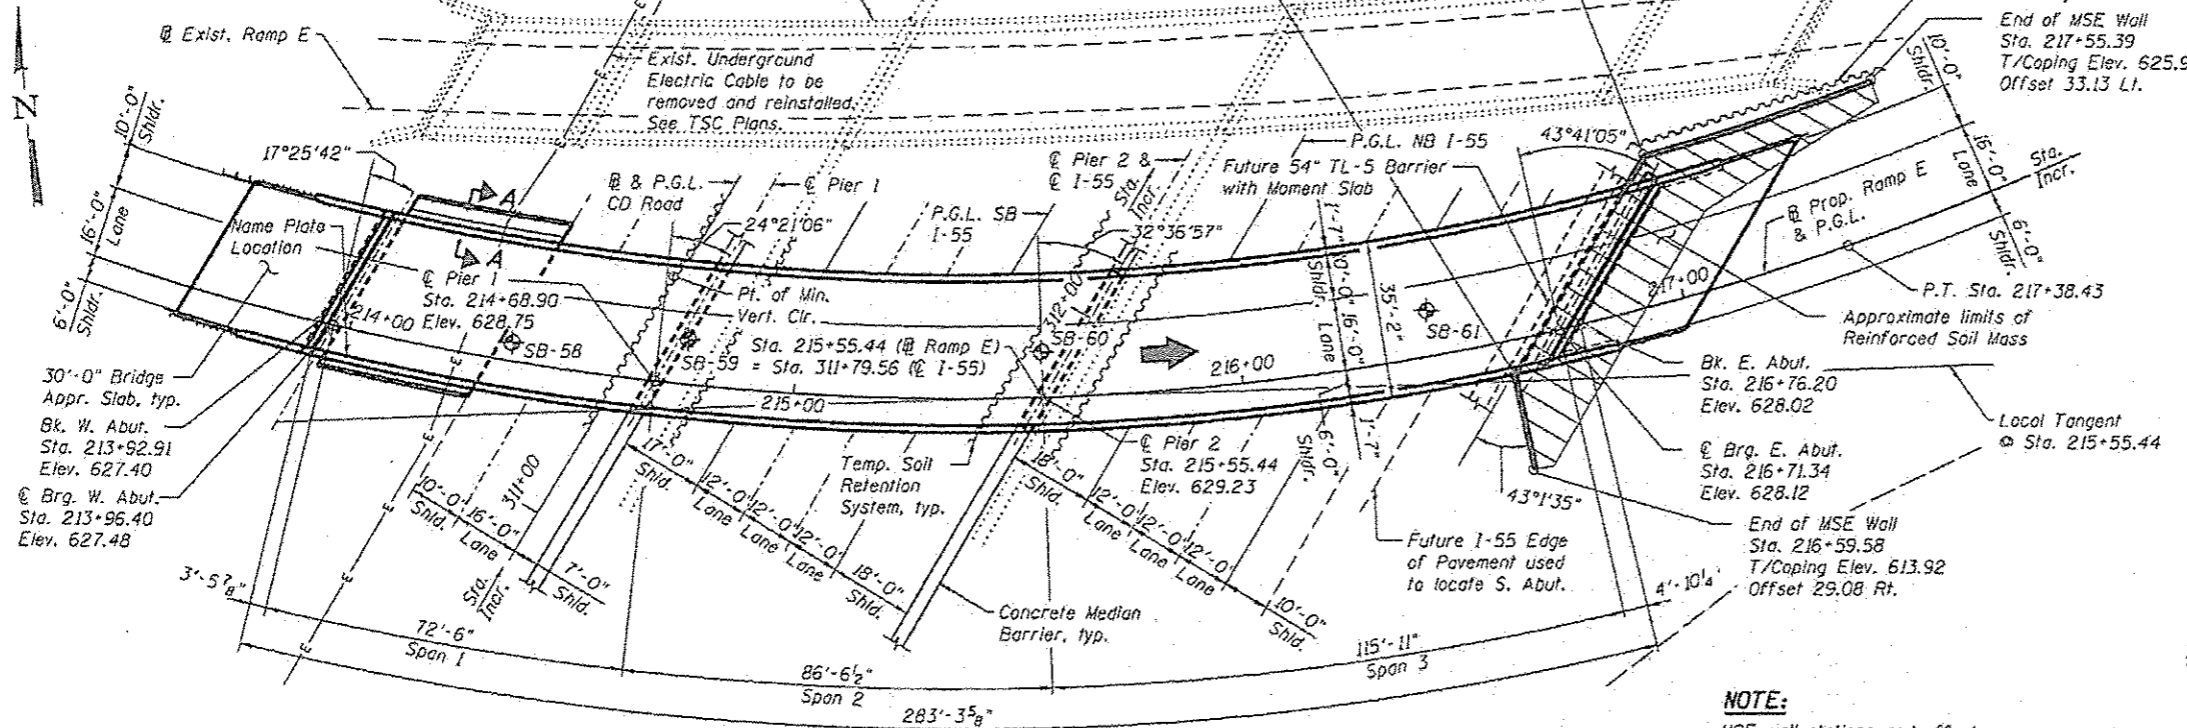 N
℄ Exist. Ramp E
Exist. Underground
Electric Cable to be
removed and reinstalled.
See TSC Plans.
End of MSE Wall
Sta. 217+55.39
T/Coping Elev. 625.9
Offset 33.13 Lt.
10'-0"
Shldr.
16'-0"
Lane
6'-0"
Shldr.
17°25'42"
A
A
Name Plate
Location
℄ & P.G.L.
CD Road
℄ Pier 1
24°21'06"
P.G.L. SB
I-55
℄ Pier 2 &
℄ I-55
Sta.
Incr.
32°36'57"
P.G.L. NB I-55
Future 54" TL-5 Barrier
with Moment Slab
43°41'05"
10'-0"
Shldr.
16'-0"
Lane
6'-0"
Shldr.
Sta.
Incr.
℄ Prop. Ramp E
& P.G.L.
217+00
P.T. Sta. 217+38.43
Approximate limits of
Reinforced Soil Mass
℄ Pier 1
Sta. 214+68.90
Elev. 628.75
Pt. of Min.
Vert. Clr.
214+00
SB-58
SB-59
Sta. 215+55.44 (℄ Ramp E)
= Sta. 311+79.56 (℄ I-55)
312+00
SB-60
1'-7"
10'-0"
Shldr.
16'-0"
Lane
6'-0"
Shldr.
1'-7"
35'-2"
SB-61
216+00
215+00
30'-0" Bridge
Appr. Slab, typ.
Bk. W. Abut.
Sta. 213+92.91
Elev. 627.40
℄ Brg. W. Abut.
Sta. 213+96.40
Elev. 627.48
Bk. E. Abut.
Sta. 216+76.20
Elev. 628.02
Local Tangent
@ Sta. 215+55.44
℄ Brg. E. Abut.
Sta. 216+71.34
Elev. 628.12
℄ Pier 2
Sta. 215+55.44
Elev. 629.23
Temp. Soil
Retention
System, typ.
10'-0"
Shld.
16'-0"
Lane
311+00
Sta.
Incr.
7'-0"
Shld.
17'-0"
Shld.
12'-0"
Lane
12'-0"
Lane
12'-0"
Lane
18'-0"
Shld.
18'-0"
Shld.
12'-0"
Lane
12'-0"
Lane
12'-0"
Lane
10'-0"
Shld.
43°1'35"
Future I-55 Edge
of Pavement used
to locate S. Abut.
End of MSE Wall
Sta. 216+59.58
T/Coping Elev. 613.92
Offset 29.08 Rt.
Concrete Median
Barrier, typ.
3'-5⅞"
72'-6"
Span 1
86'-6½"
Span 2
115'-11"
Span 3
4'-10¼"
283'-3⅝"
NOTE: